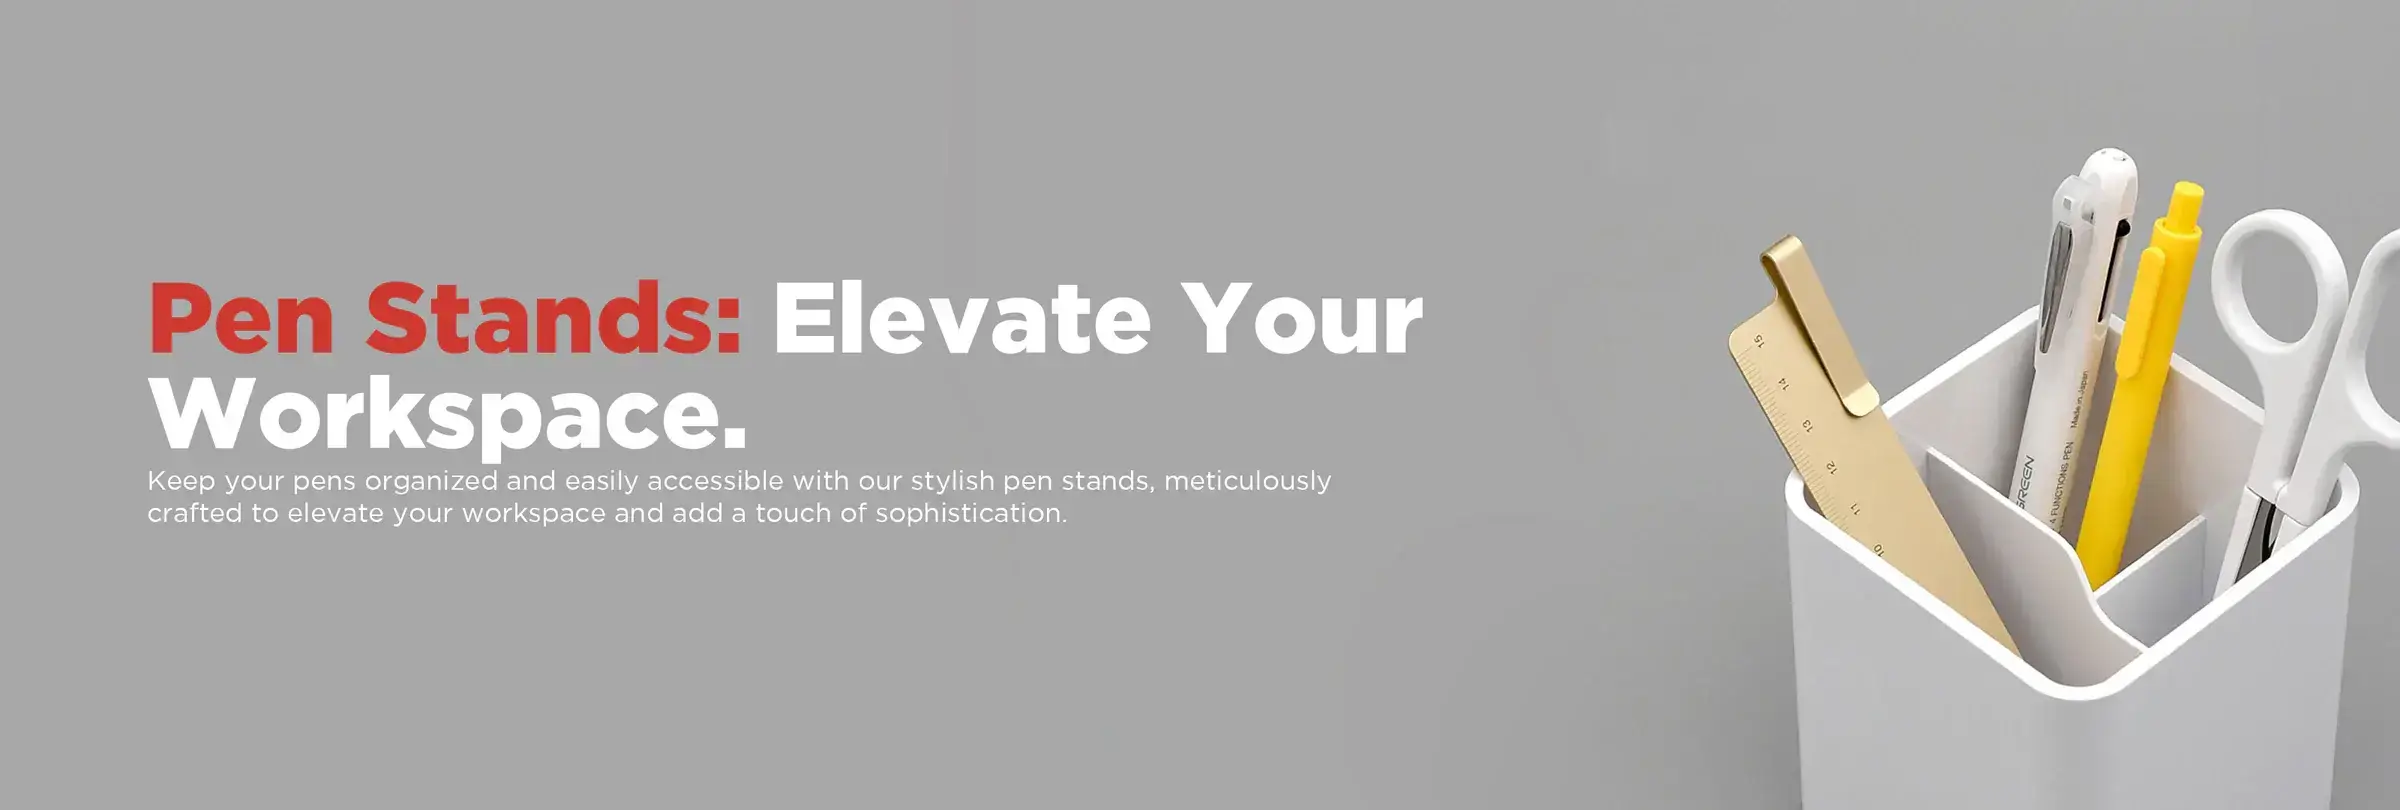 Pen Stands: Elevate Your
Workspace.
Keep your pens organized and easily accessible with our stylish pen stands, meticulously
crafted to elevate your workspace and add a touch of sophistication.
15
14
13
12
11
10
GREEN
4 FUNCTIONS PEN Made in Japan